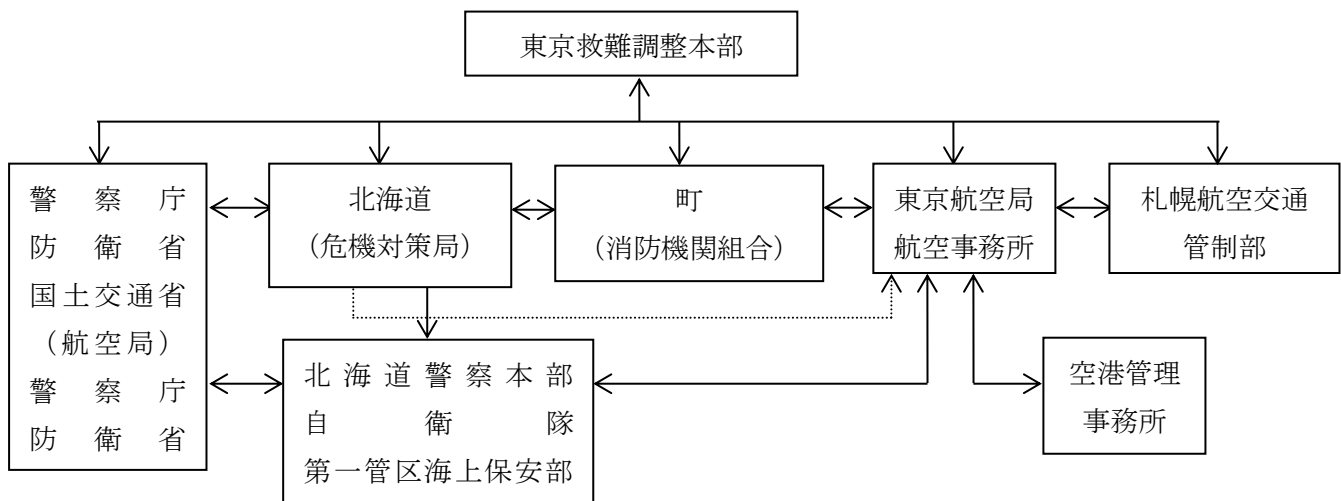 東京救難調整本部
警察庁
防衛省
国土交通省
（航空局）
警察庁
防衛省
北海道
（危機対策局）
町
（消防機関組合）
東京航空局
航空事務所
札幌航空交通
管制部
北海道警察本部
自衛隊
第一管区海上保安部
空港管理
事務所